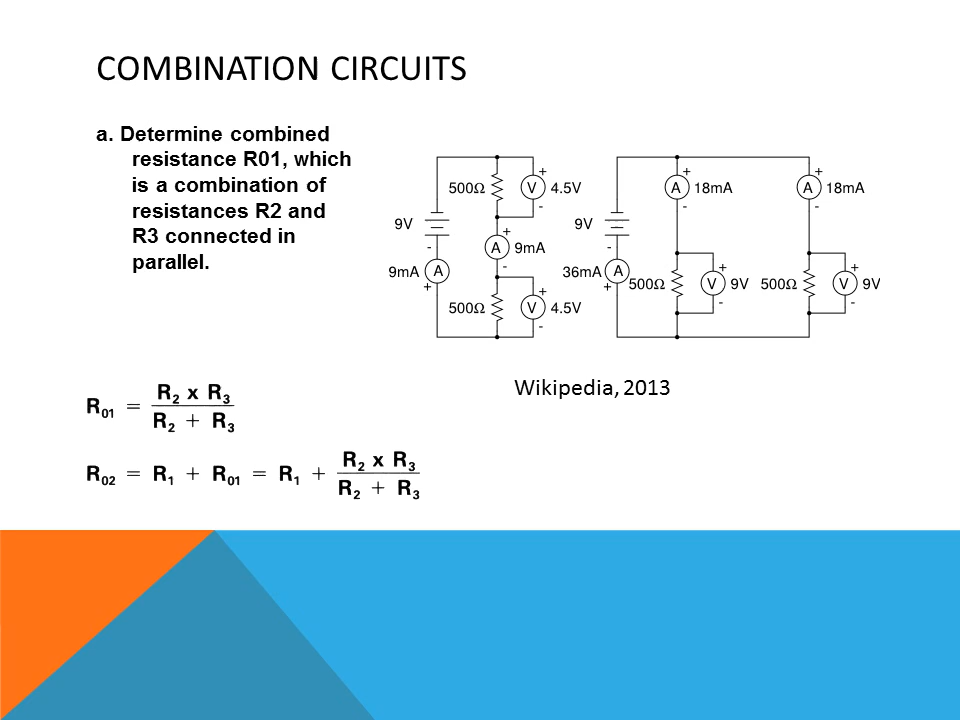 COMBINATION CIRCUITS
a. Determine combined
resistance R01, which
is a combination of
resistances R2 and
R3 connected in
parallel.
500Ω
+
V
4.5V
-
9V
-
9mA
A
+
+
A
9mA
-
500Ω
+
V
4.5V
-
9V
-
36mA
A
+
+
A
18mA
-
500Ω
+
V
9V
-
+
A
18mA
-
500Ω
+
V
9V
-
Wikipedia, 2013
R₀₁ = R₂ x R₃ / R₂ + R₃
R₀₂ = R₁ + R₀₁ = R₁ + R₂ x R₃ / R₂ + R₃